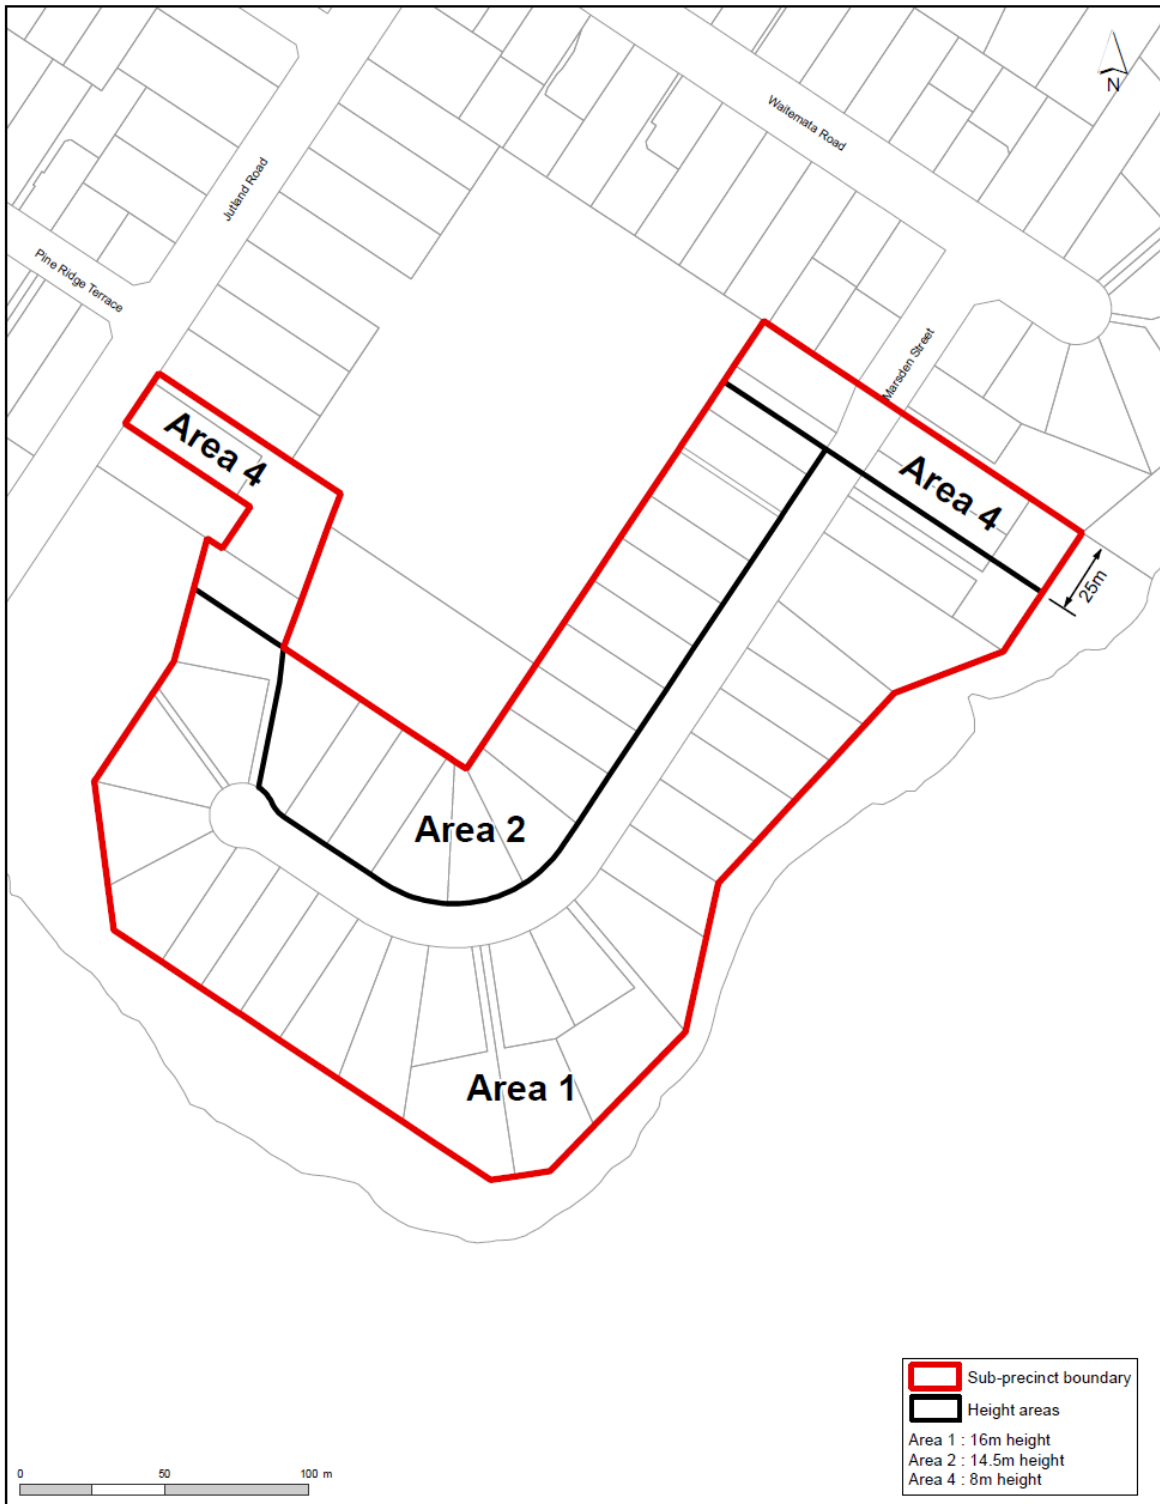 N
Waitemata Road
Jutland Road
Pine Ridge Terrace
Marsden Street
Area 4
Area 4
25m
Area 2
Area 1
Sub-precinct boundary
Height areas
Area 1 : 16m height
Area 2 : 14.5m height
Area 4 : 8m height
0 50 100 m